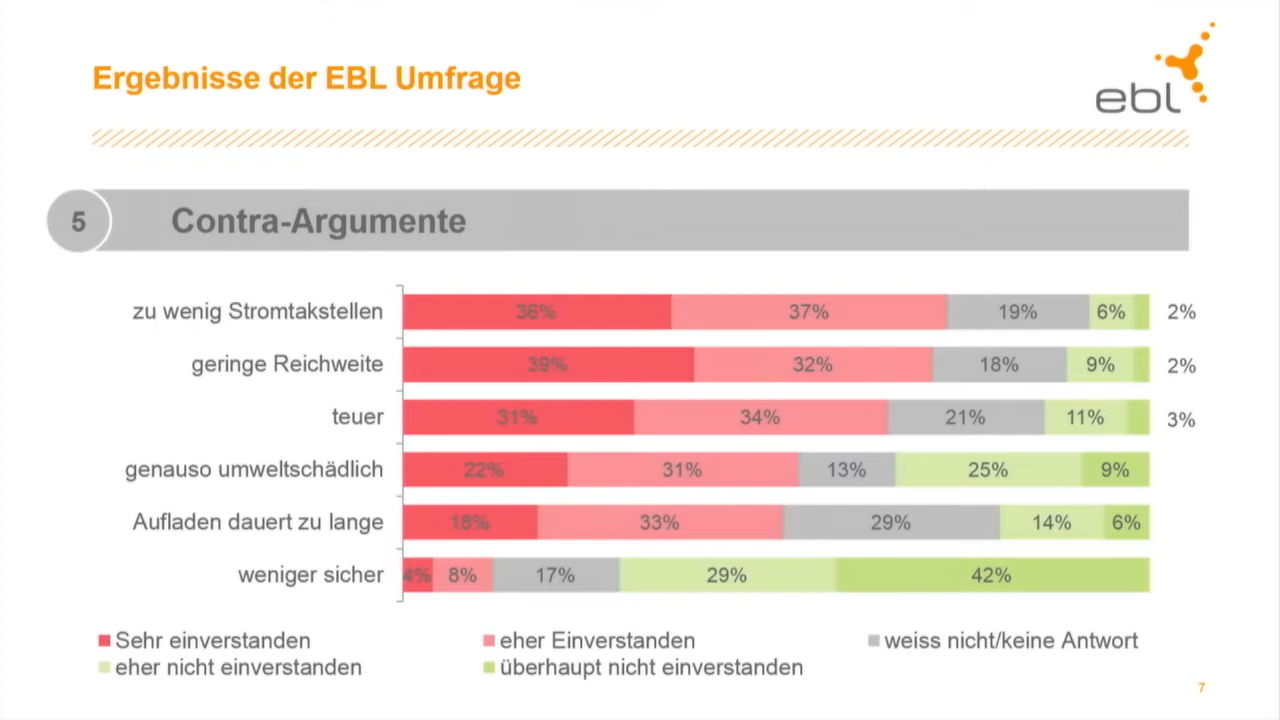 Ergebnisse der EBL Umfrage
ebl
5 Contra-Argumente
zu wenig Stromtakstellen 36% 37% 19% 6% 2%
geringe Reichweite 39% 32% 18% 9% 2%
teuer 31% 34% 21% 11% 3%
genauso umweltschädlich 22% 31% 13% 25% 9%
Aufladen dauert zu lange 18% 33% 29% 14% 6%
weniger sicher 4% 8% 17% 29% 42%
Sehr einverstanden eher Einverstanden weiss nicht/keine Antwort
eher nicht einverstanden überhaupt nicht einverstanden
7